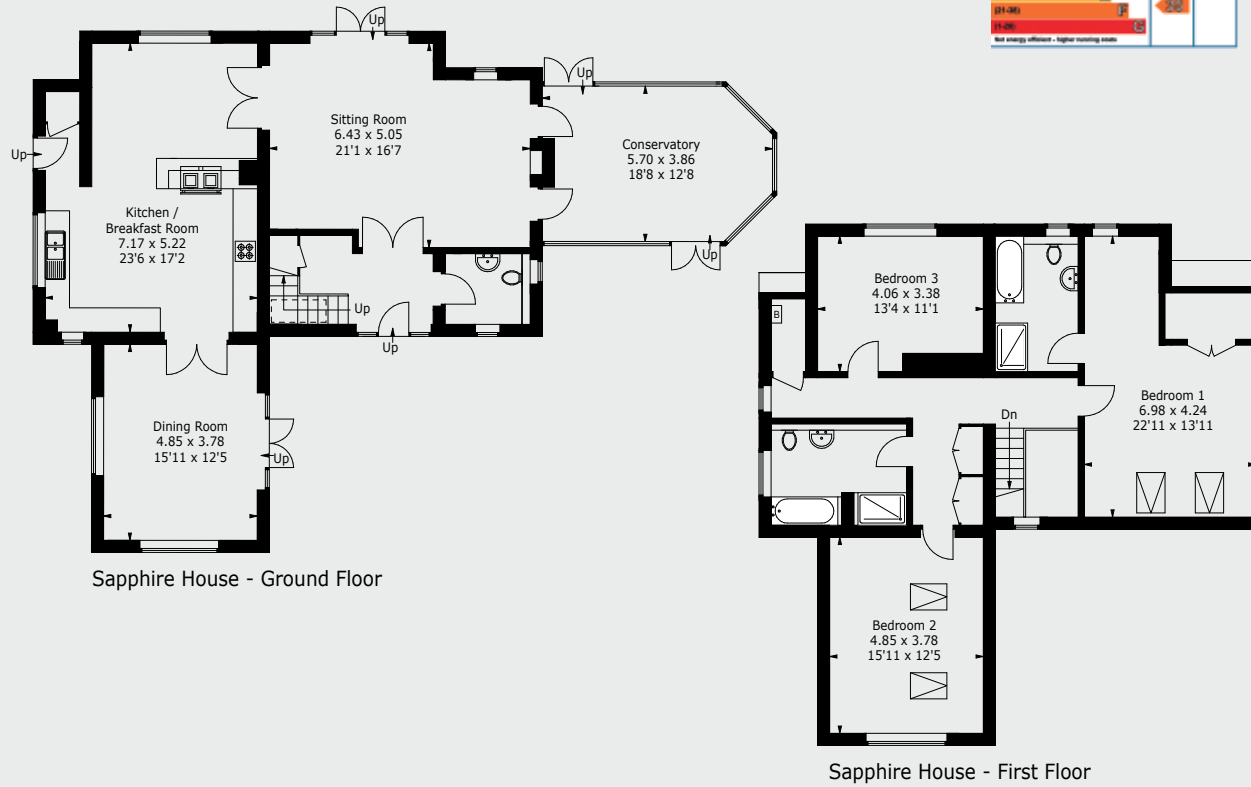 (21-38)
F
(1-20)
G
Not energy efficient - higher running costs
Up
Up
Up
Sitting Room
6.43 x 5.05
21'1 x 16'7
Conservatory
5.70 x 3.86
18'8 x 12'8
Up
Kitchen /
Breakfast Room
7.17 x 5.22
23'6 x 17'2
Up
Up
Up
Dining Room
4.85 x 3.78
15'11 x 12'5
Up
Sapphire House - Ground Floor
Bedroom 3
4.06 x 3.38
13'4 x 11'1
B
Bedroom 1
6.98 x 4.24
22'11 x 13'11
Dn
Bedroom 2
4.85 x 3.78
15'11 x 12'5
Sapphire House - First Floor